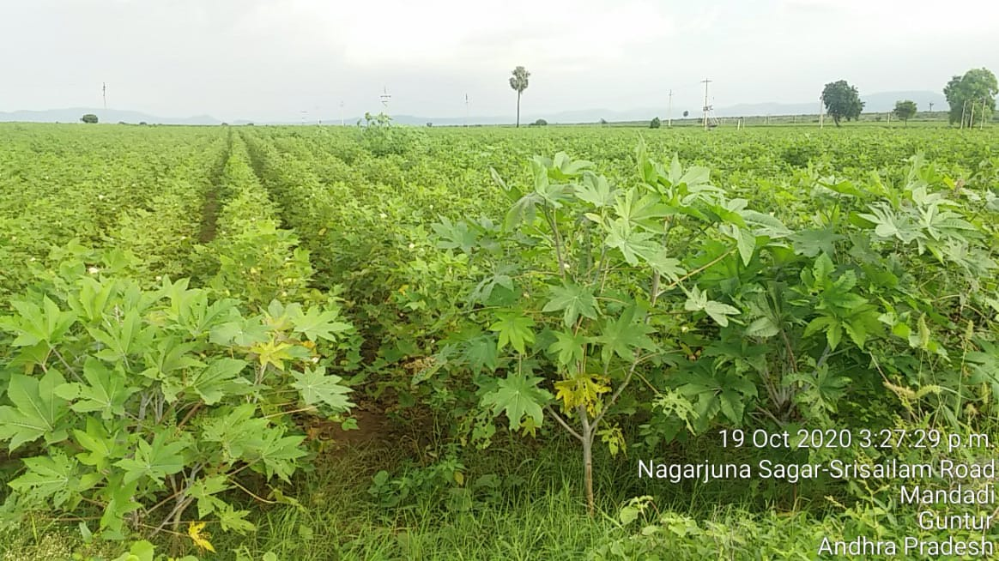 19 Oct 2020 3:27:29 p.m.
Nagarjuna Sagar-Srisailam Road
Mandadi
Guntur
Andhra Pradesh